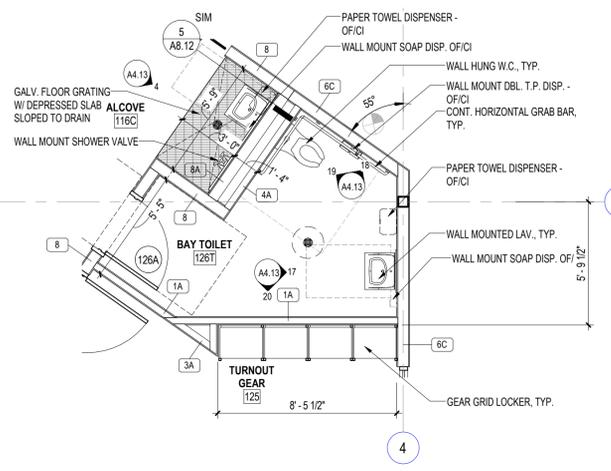 SIM
5
A8.12
8
PAPER TOWEL DISPENSER -
OF/CI
WALL MOUNT SOAP DISP. OF/CI
WALL HUNG W.C., TYP.
WALL MOUNT DBL. T.P. DISP. -
OF/CI
CONT. HORIZONTAL GRAB BAR,
TYP.
6C
55°
A4.13
4
GALV. FLOOR GRATING
W/ DEPRESSED SLAB
SLOPED TO DRAIN
ALCOVE
116C
WALL MOUNT SHOWER VALVE
5' - 9"
3' - 0"
1' - 4"
8A
4A
8
19
18
A4.13
PAPER TOWEL DISPENSER -
OF/CI
5' - 5"
8
126A
BAY TOILET
126T
WALL MOUNTED LAV., TYP.
WALL MOUNT SOAP DISP. OF/
A4.13
17
20
5' - 9 1/2"
1A
1A
3A
6C
TURNOUT
GEAR
125
8' - 5 1/2"
GEAR GRID LOCKER, TYP.
4